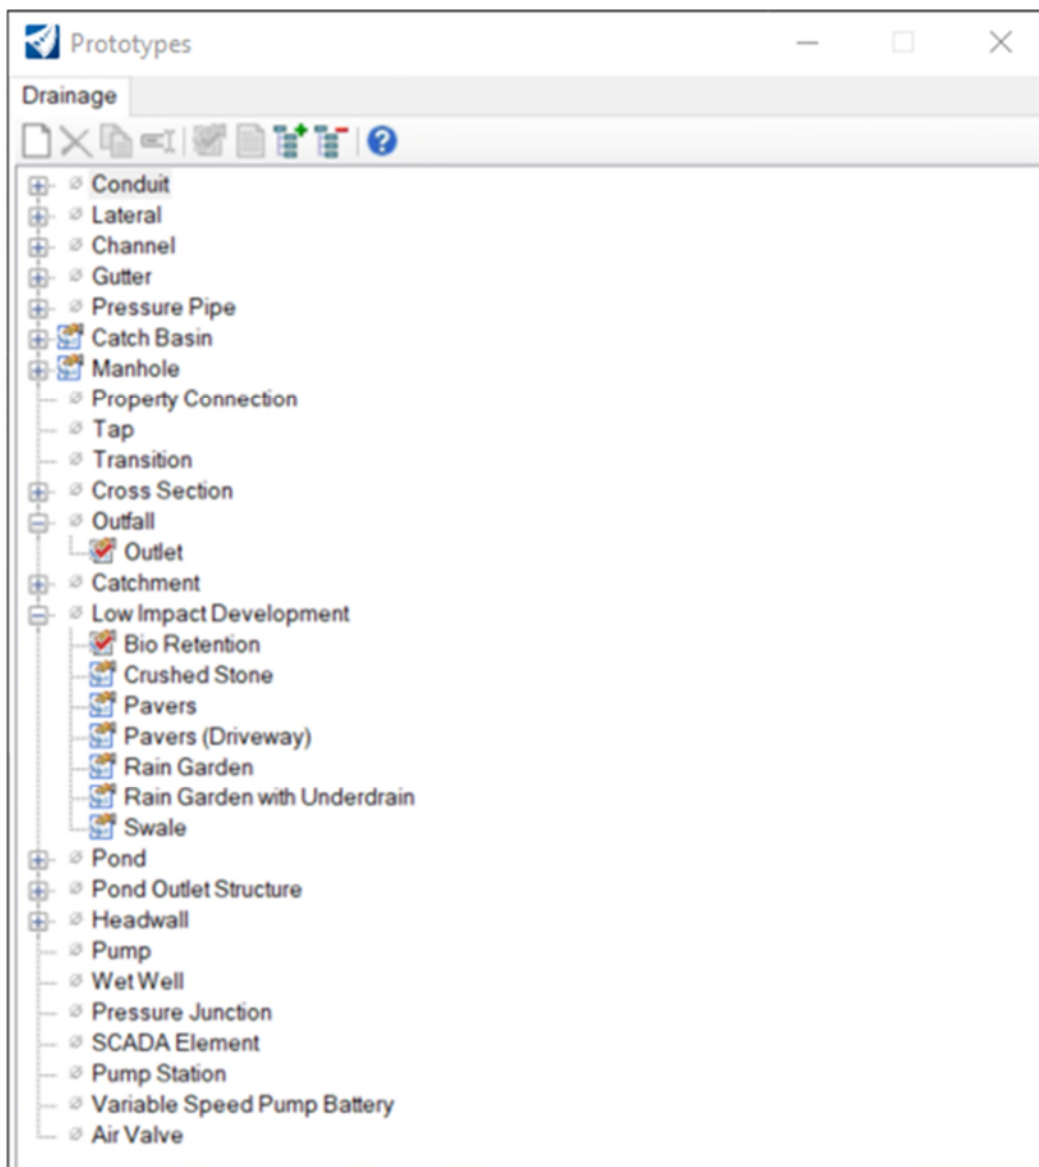 Prototypes
Drainage
Conduit
Lateral
Channel
Gutter
Pressure Pipe
Catch Basin
Manhole
Property Connection
Tap
Transition
Cross Section
Outfall
Outlet
Catchment
Low Impact Development
Bio Retention
Crushed Stone
Pavers
Pavers (Driveway)
Rain Garden
Rain Garden with Underdrain
Swale
Pond
Pond Outlet Structure
Headwall
Pump
Wet Well
Pressure Junction
SCADA Element
Pump Station
Variable Speed Pump Battery
Air Valve